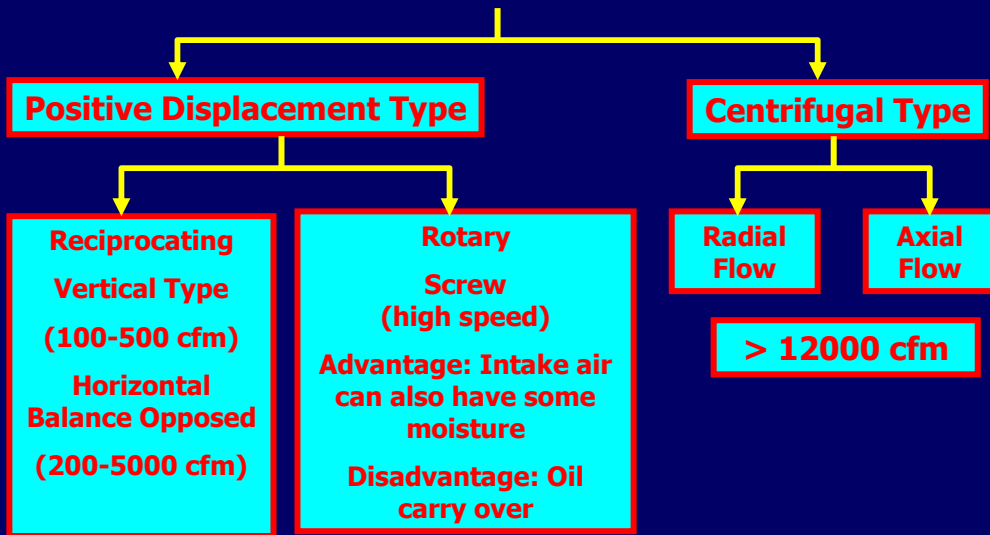 Positive Displacement Type
Centrifugal Type
Reciprocating
Vertical Type
(100-500 cfm)
Horizontal
Balance Opposed
(200-5000 cfm)
Rotary
Screw
(high speed)
Advantage: Intake air
can also have some
moisture
Disadvantage: Oil
carry over
Radial
Flow
Axial
Flow
> 12000 cfm